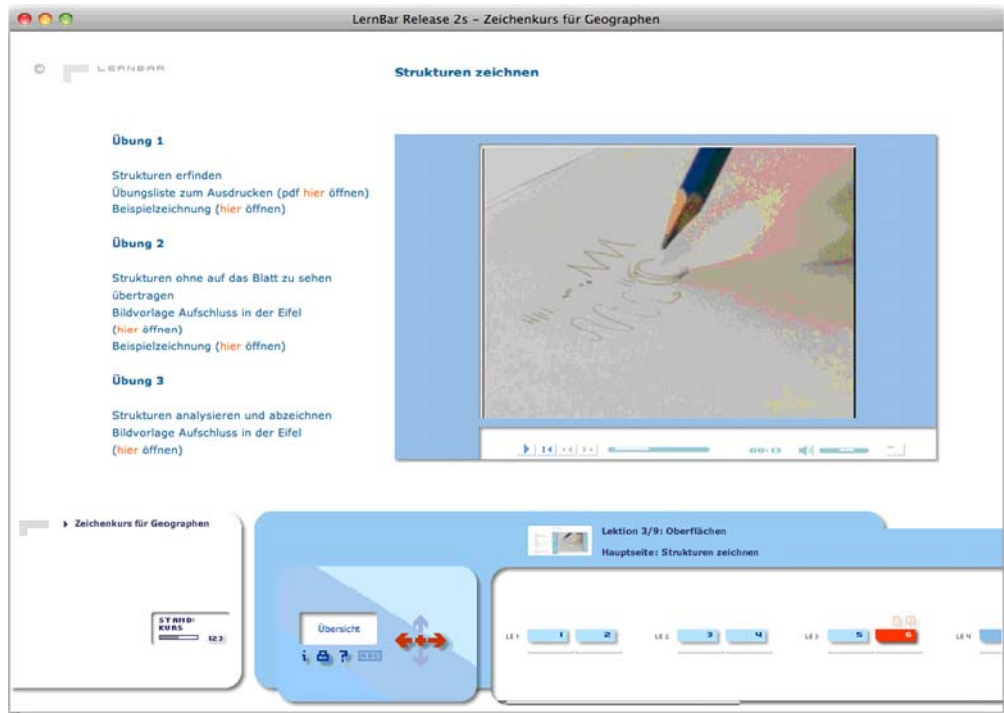 LernBar Release 2s – Zeichenkurs für Geographen
© LERNBAR
Strukturen zeichnen
Übung 1
Strukturen erfinden
Übungsliste zum Ausdrucken (pdf hier öffnen)
Beispielzeichnung (hier öffnen)
Übung 2
Strukturen ohne auf das Blatt zu sehen
übertragen
Bildvorlage Aufschluss in der Eifel
(hier öffnen)
Beispielzeichnung (hier öffnen)
Übung 3
Strukturen analysieren und abzeichnen
Bildvorlage Aufschluss in der Eifel
(hier öffnen)
00:13
Zeichenkurs für Geographen
Lektion 3/9: Oberflächen
Hauptseite: Strukturen zeichnen
STAND:
KURS
123
Übersicht
i ? ABC
LE 1 1 2 LE 2 3 4 LE 3 5 6 LE 4